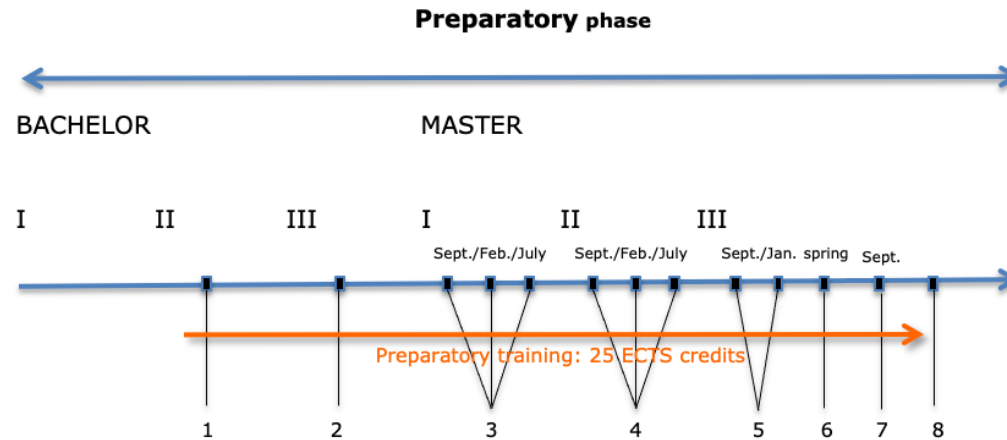 Preparatory phase
BACHELOR MASTER
I II III I II III
Sept./Feb./July Sept./Feb./July Sept./Jan. spring Sept.
Preparatory training: 25 ECTS credits
1 2 3 4 5 6 7 8